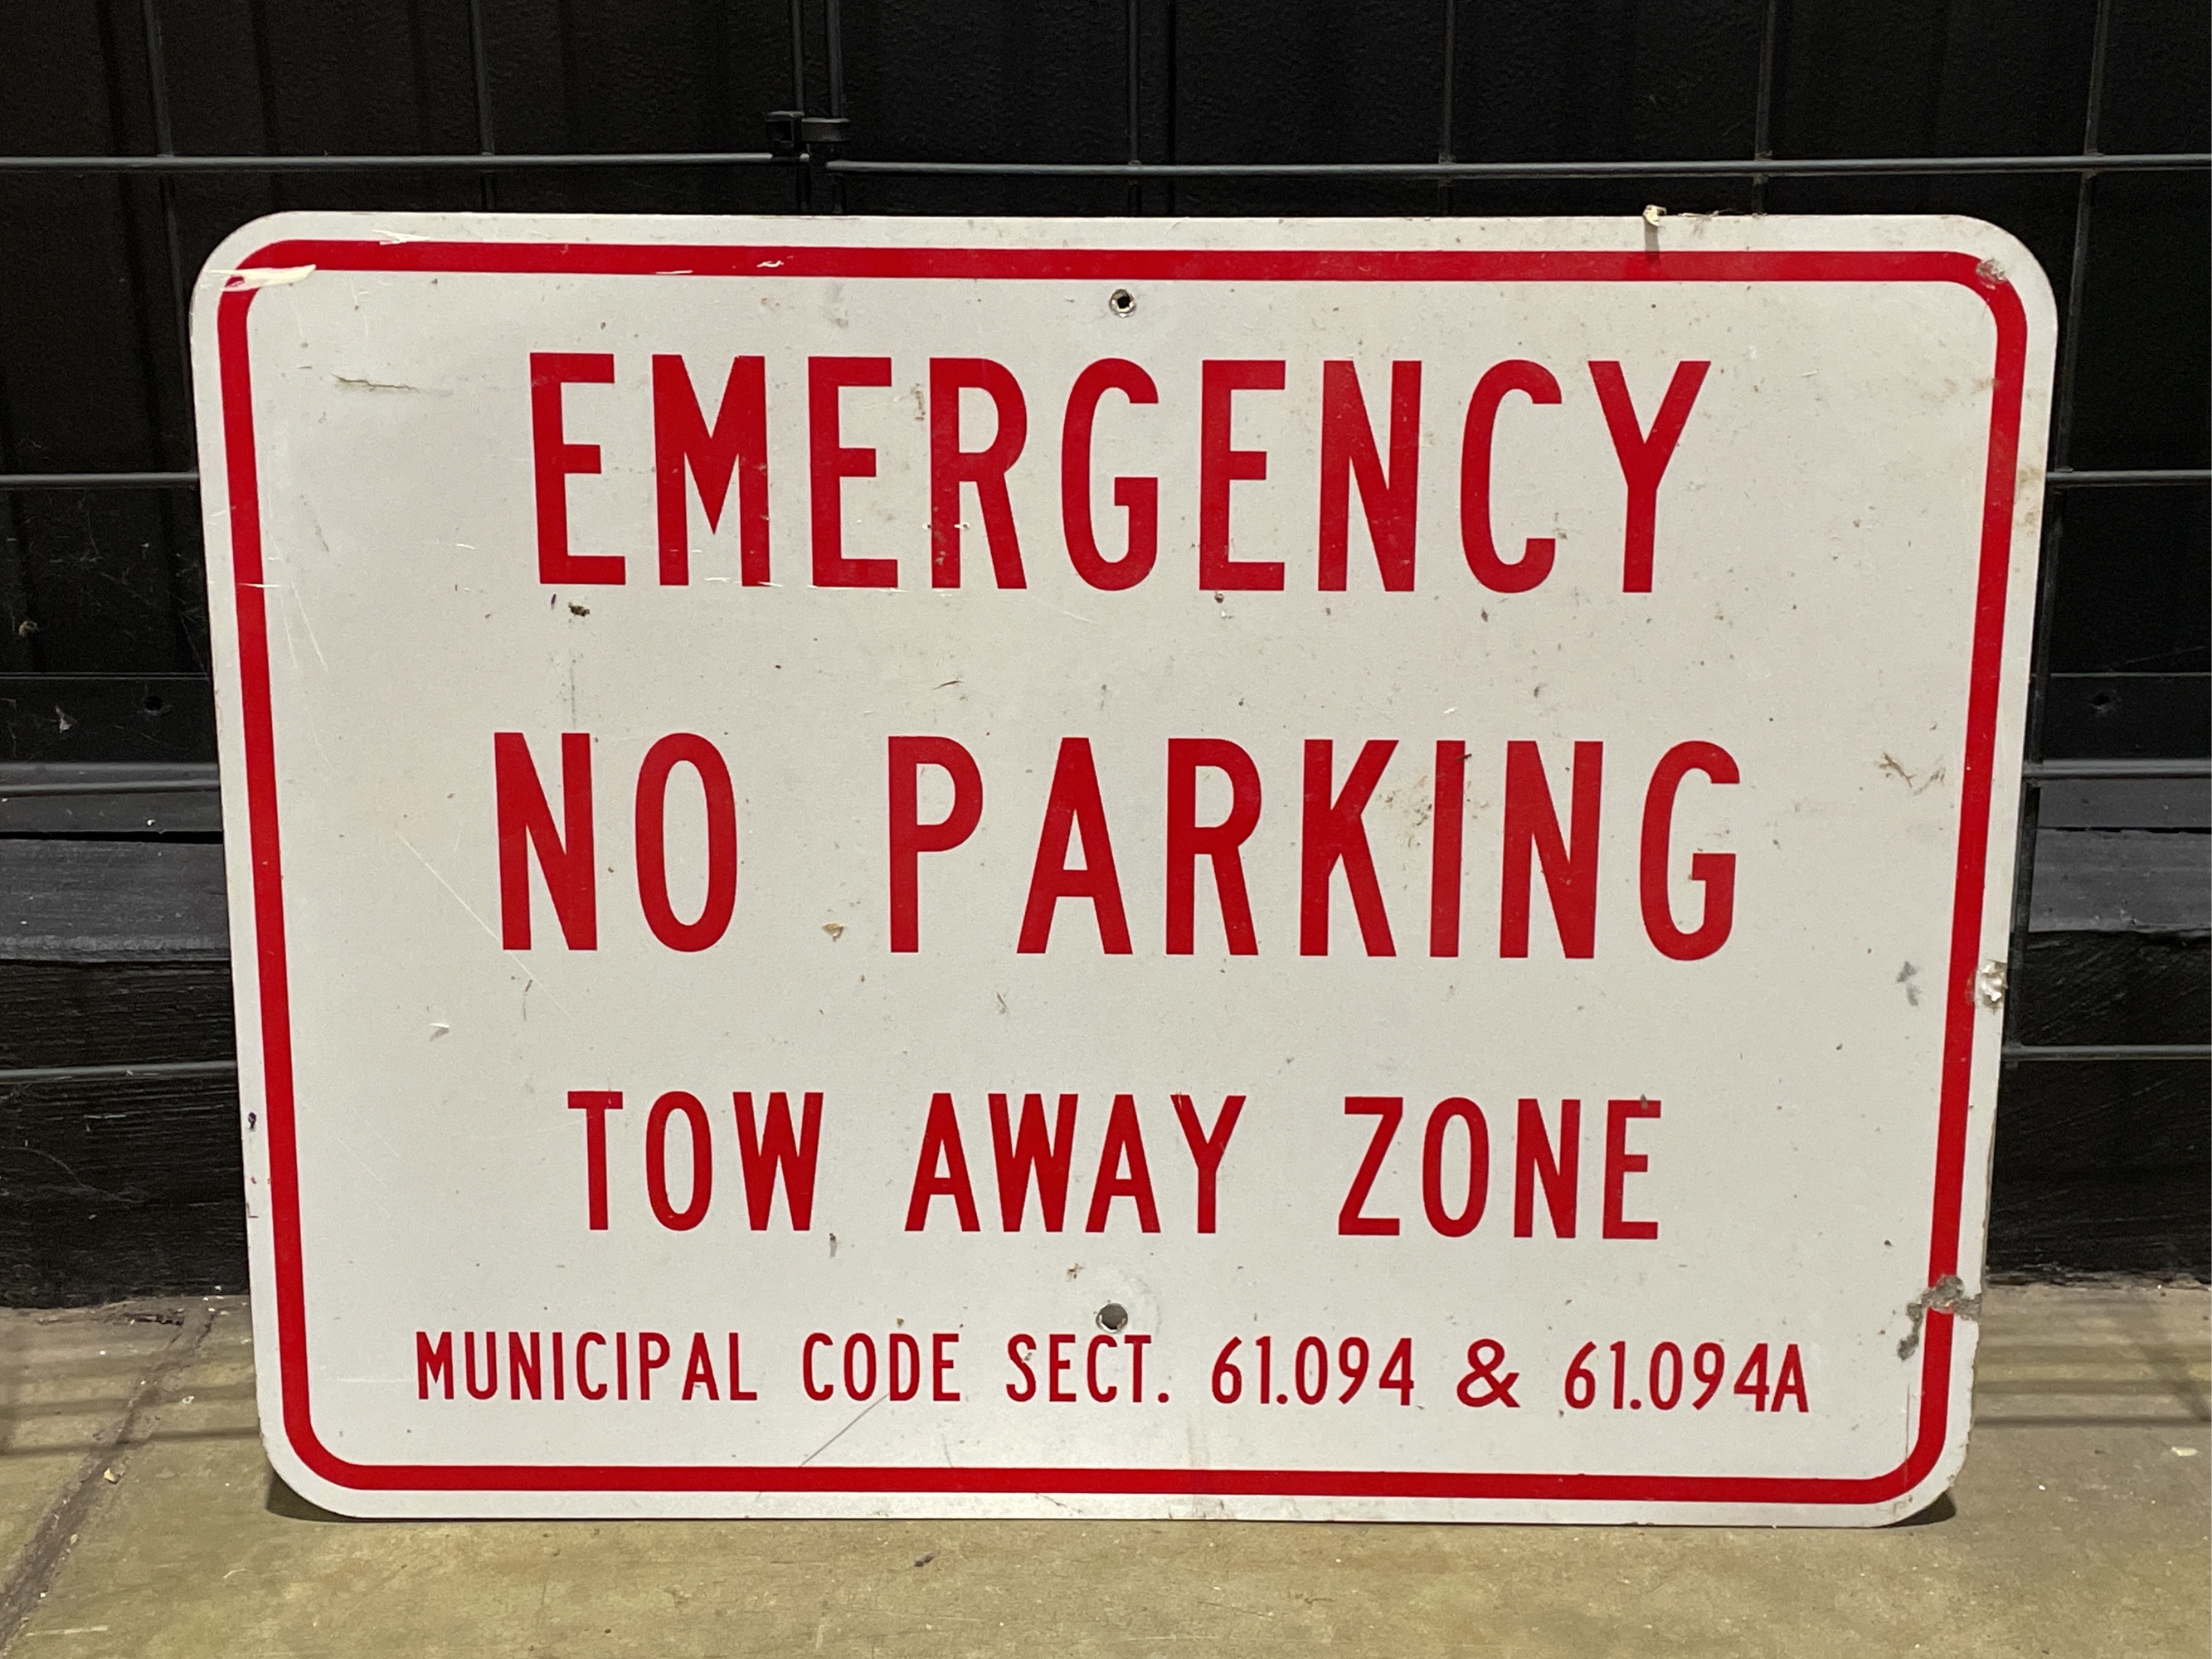 EMERGENCY
NO PARKING
TOW AWAY ZONE
MUNICIPAL CODE SECT. 61.094 & 61.094A